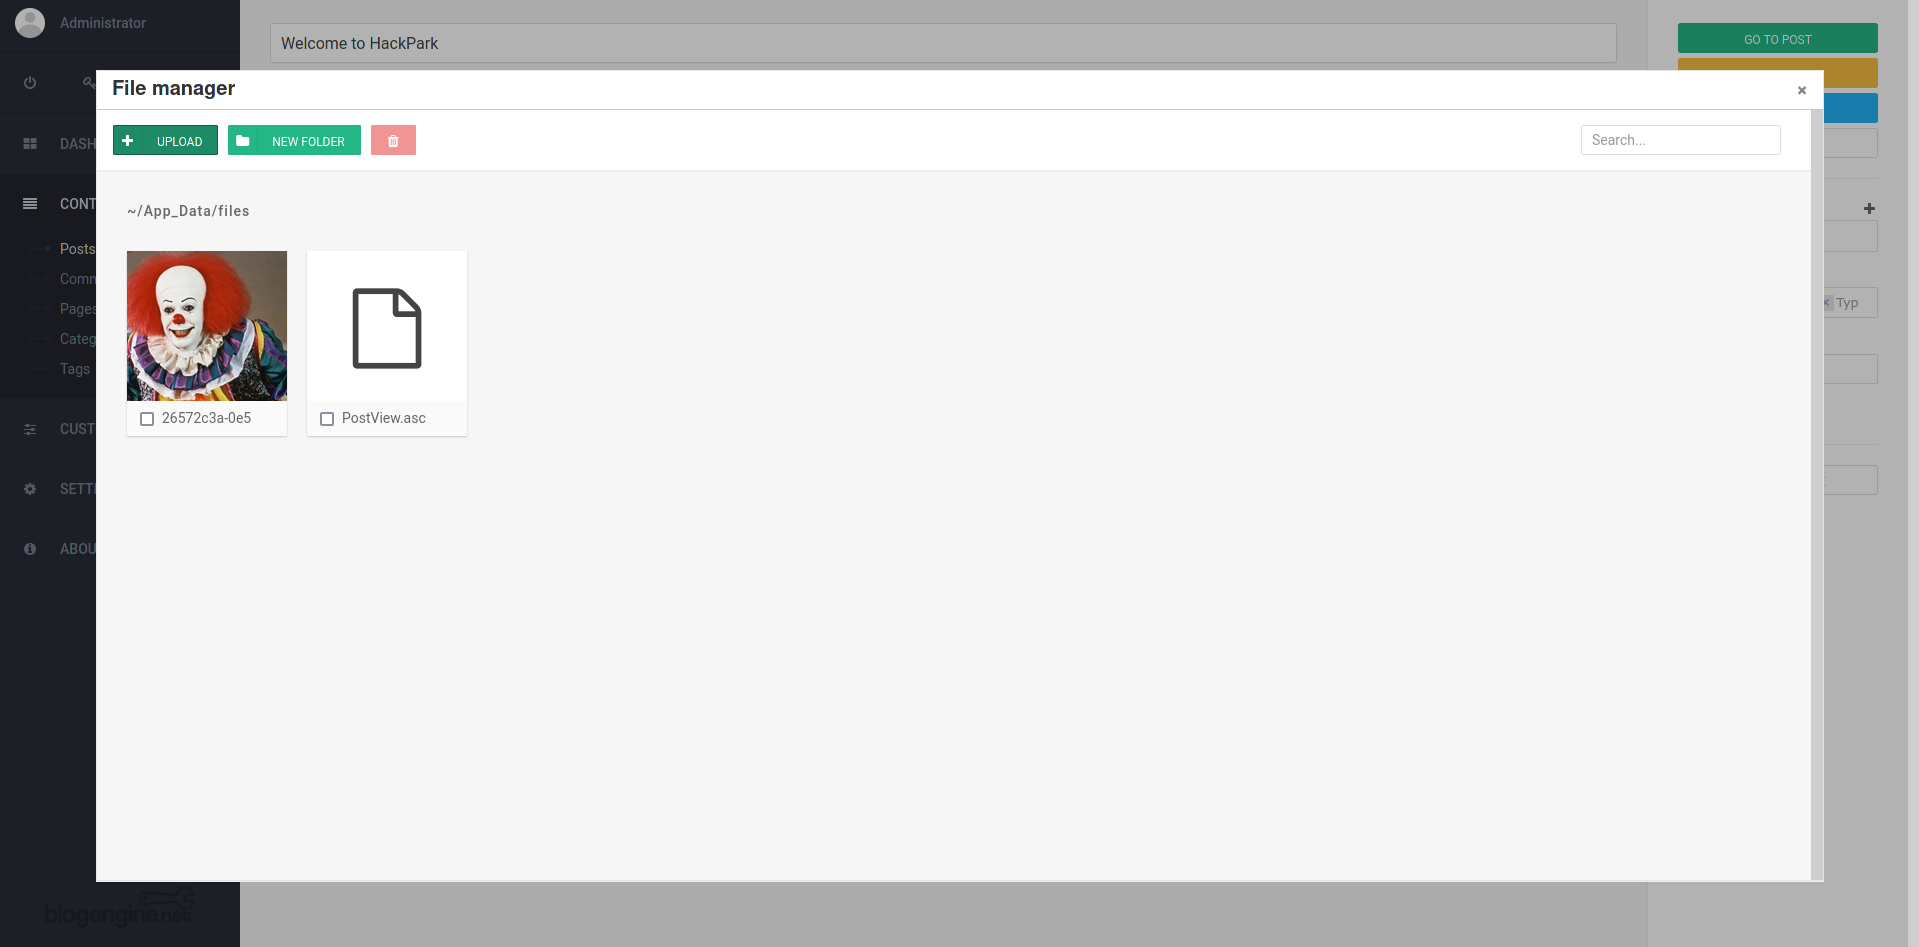 Administrator
Welcome to HackPark
GO TO POST
File manager
×
UPLOAD
NEW FOLDER
Search...
DASH
CONT
~/App_Data/files
Posts
Comm
Pages
Categ
Tags
× Typ
26572c3a-0e5
PostView.asc
CUST
SETTI
ABOU
blogengine.net